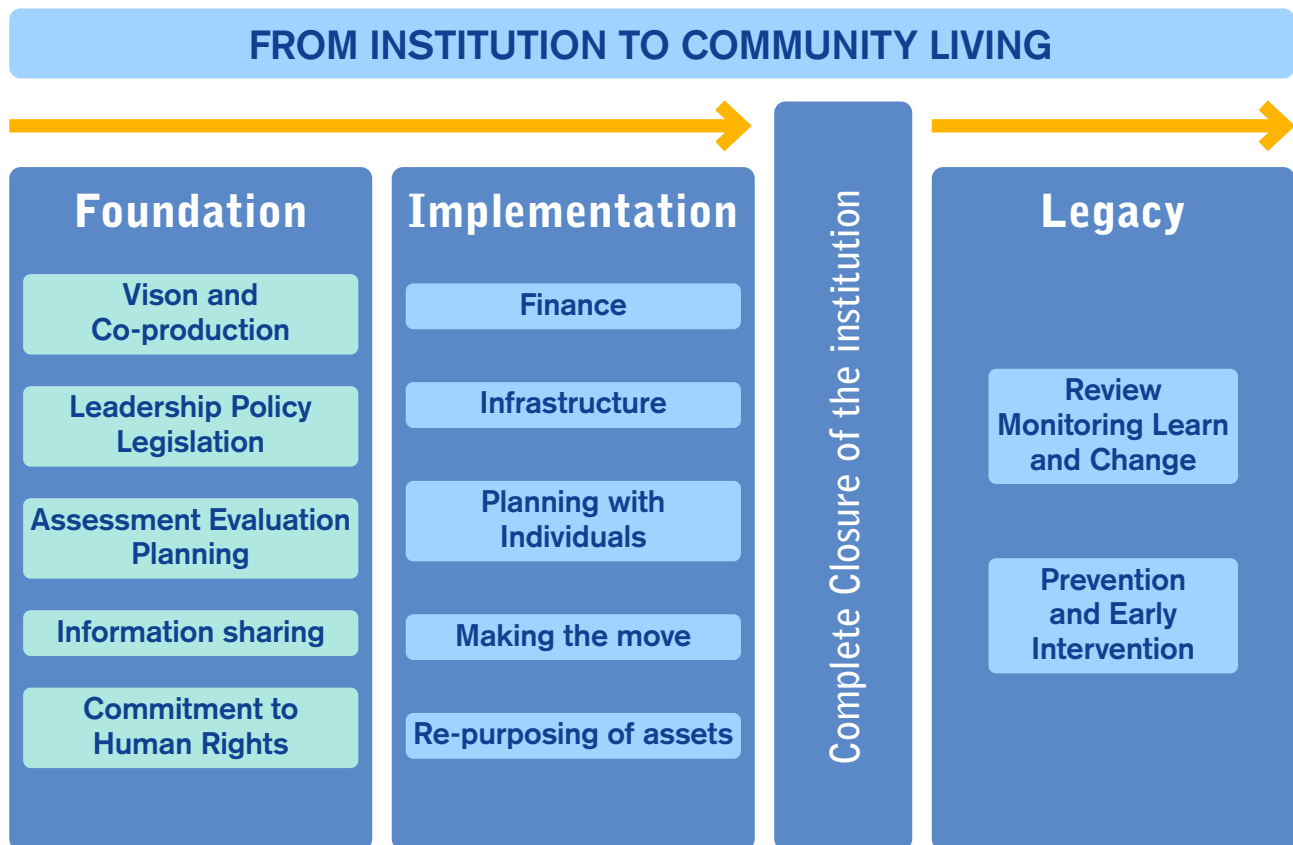 FROM INSTITUTION TO COMMUNITY LIVING
Foundation
Vison and
Co-production
Leadership Policy
Legislation
Assessment Evaluation
Planning
Information sharing
Commitment to
Human Rights
Implementation
Finance
Infrastructure
Planning with
Individuals
Making the move
Re-purposing of assets
Complete Closure of the institution
Legacy
Review
Monitoring Learn
and Change
Prevention
and Early
Intervention